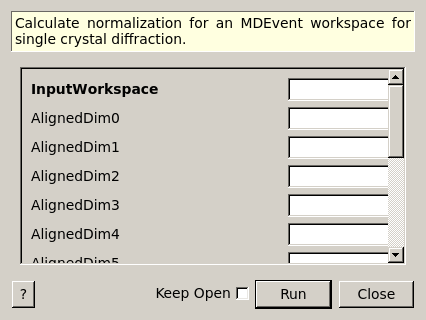 Calculate normalization for an MDEvent workspace for
single crystal diffraction.
InputWorkspace
AlignedDim0
AlignedDim1
AlignedDim2
AlignedDim3
AlignedDim4
AlignedDim5
? Keep Open Run Close